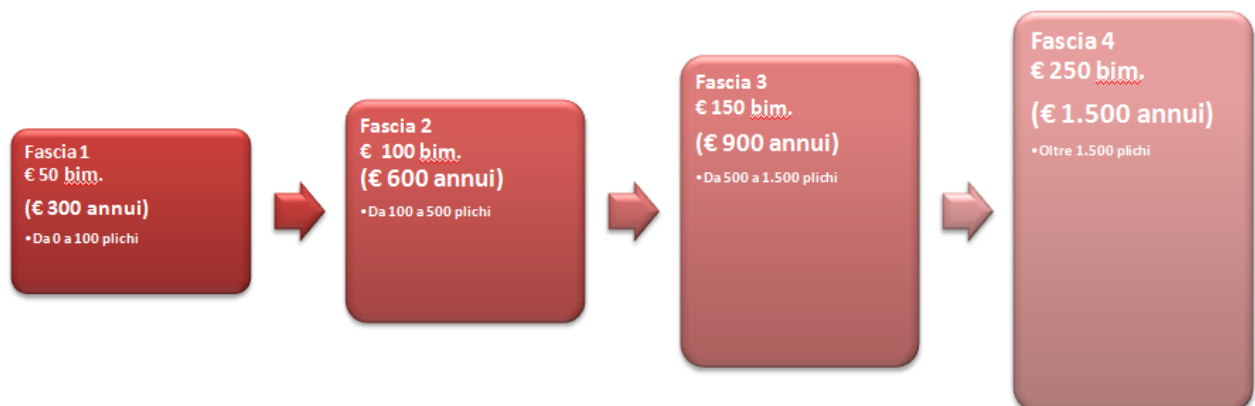 Fascia 1
€ 50 bim.
(€ 300 annui)
•Da 0 a 100 plichi
Fascia 2
€ 100 bim.
(€ 600 annui)
•Da 100 a 500 plichi
Fascia 3
€ 150 bim.
(€ 900 annui)
•Da 500 a 1.500 plichi
Fascia 4
€ 250 bim.
(€ 1.500 annui)
•Oltre 1.500 plichi